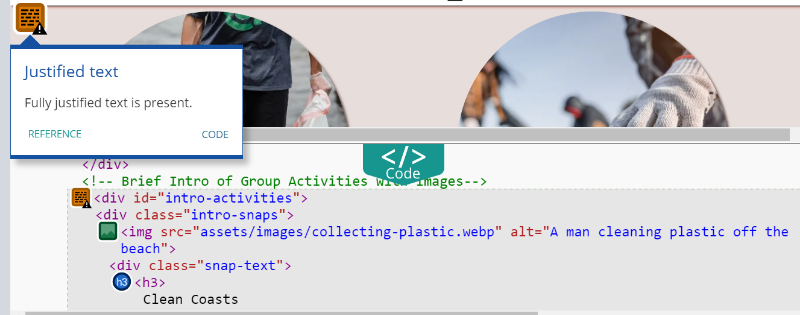 Justified text
Fully justified text is present.
REFERENCE CODE
</> Code
</div>
<!-- Brief Intro of Group Activities with Images-->
<div id="intro-activities">
<div class="intro-snaps">
<img src="assets/images/collecting-plastic.webp" alt="A man cleaning plastic off the
beach">
<div class="snap-text">
h3 <h3>
Clean Coasts